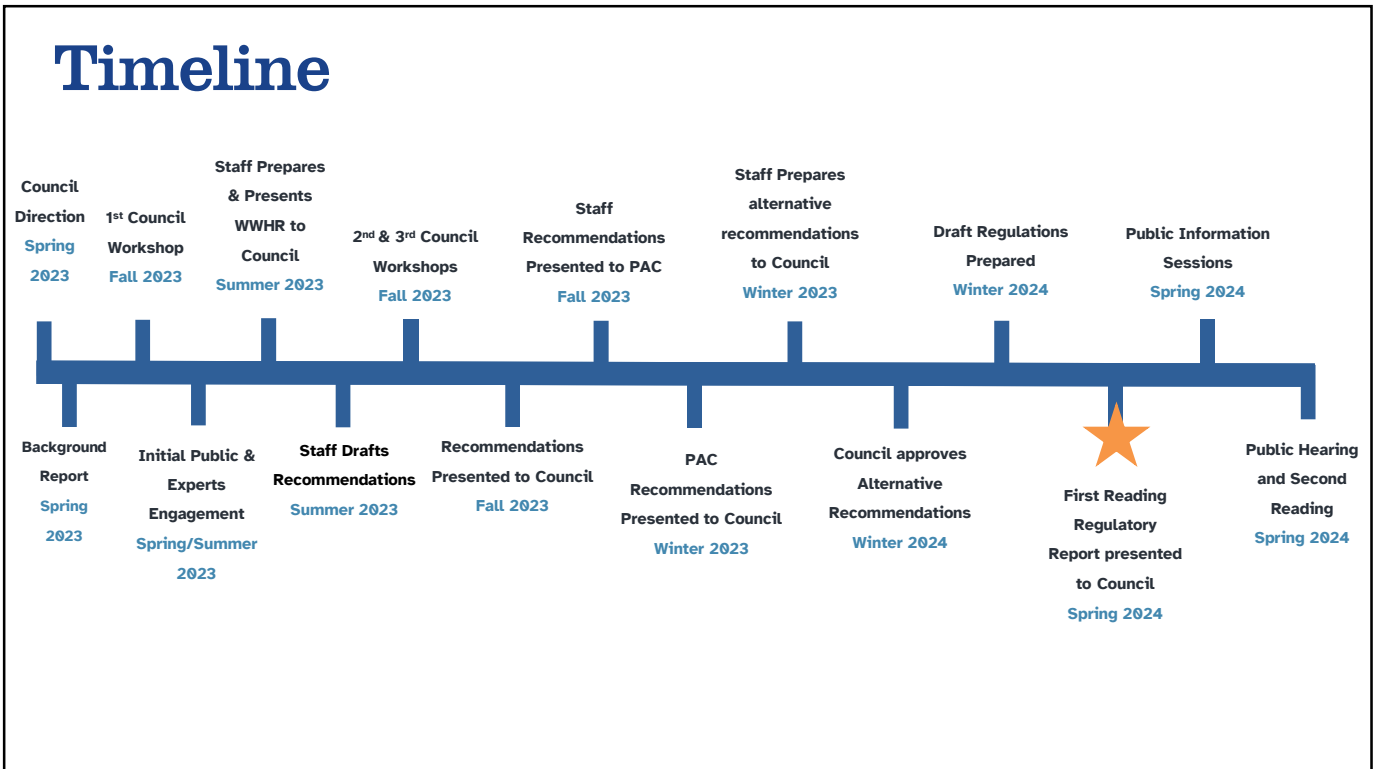 Timeline
Council
Direction
Spring
2023
1st Council
Workshop
Fall 2023
Staff Prepares
& Presents
WWHR to
Council
Summer 2023
2nd & 3rd Council
Workshops
Fall 2023
Staff
Recommendations
Presented to PAC
Fall 2023
Staff Prepares
alternative
recommendations
to Council
Winter 2023
Draft Regulations
Prepared
Winter 2024
Public Information
Sessions
Spring 2024
Background
Report
Spring
2023
Initial Public &
Experts
Engagement
Spring/Summer
2023
Staff Drafts
Recommendations
Summer 2023
Recommendations
Presented to Council
Fall 2023
PAC
Recommendations
Presented to Council
Winter 2023
Council approves
Alternative
Recommendations
Winter 2024
First Reading
Regulatory
Report presented
to Council
Spring 2024
Public Hearing
and Second
Reading
Spring 2024